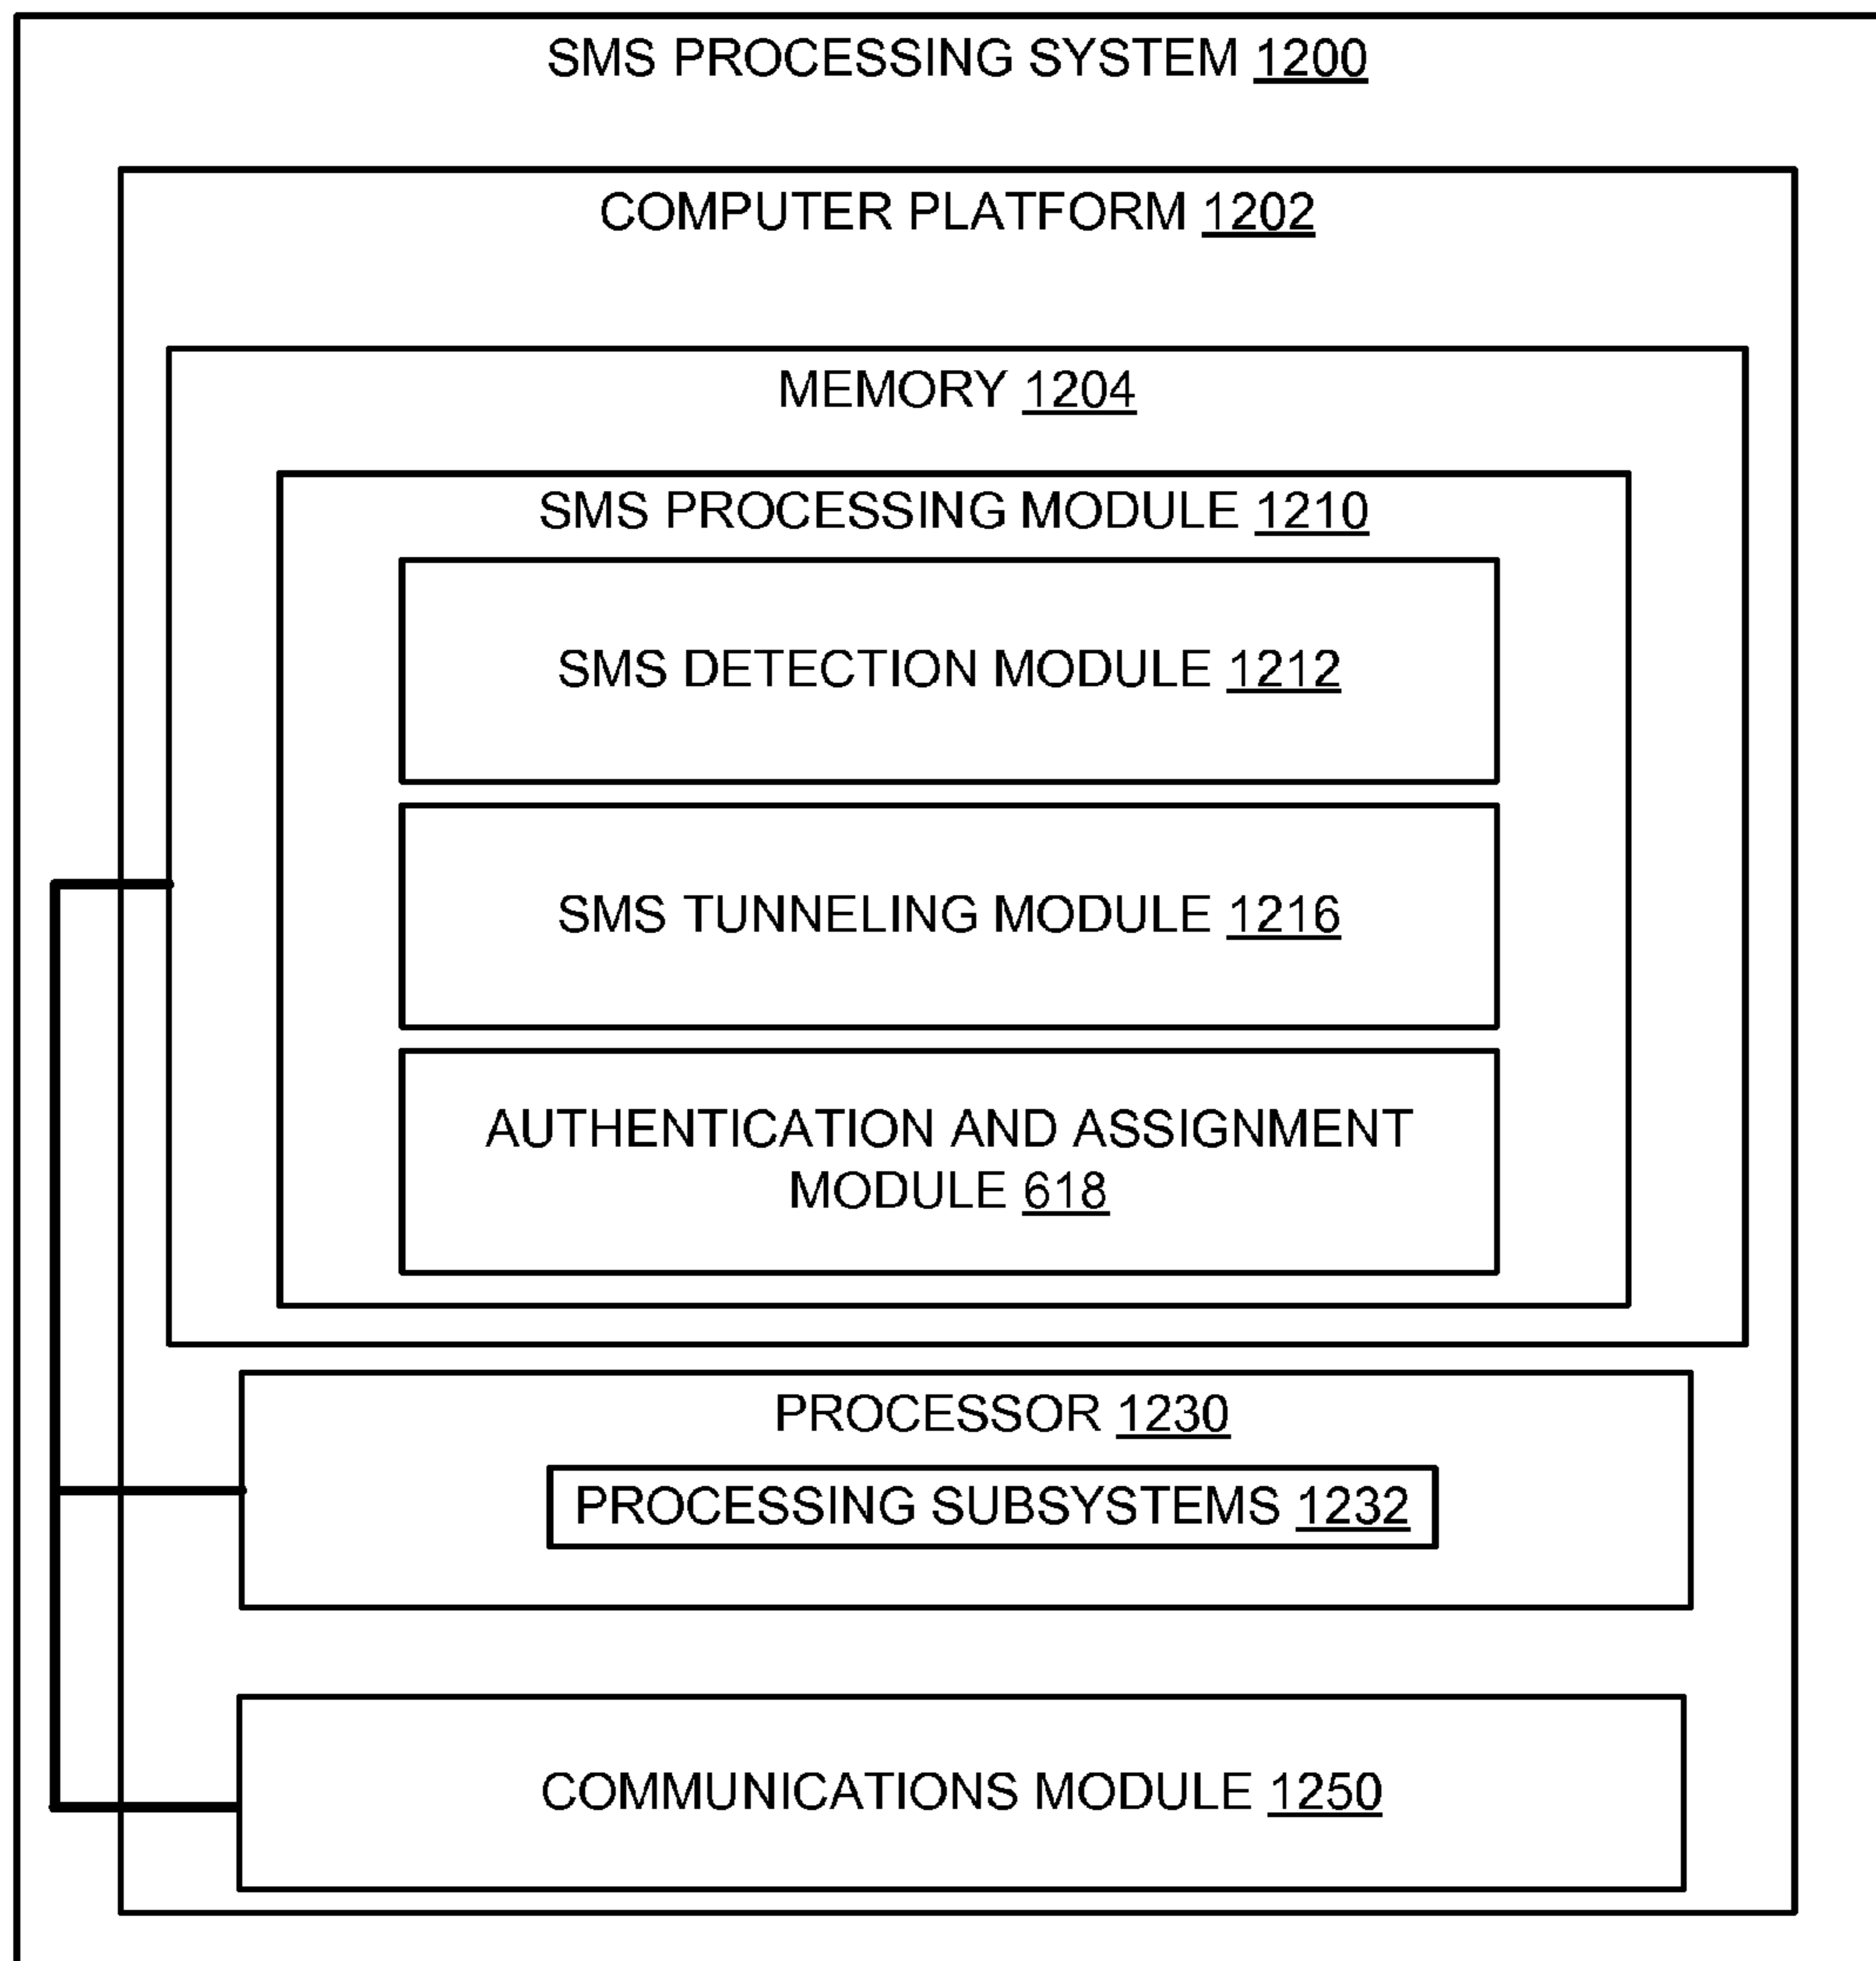 SMS PROCESSING SYSTEM 1200
COMPUTER PLATFORM 1202
MEMORY 1204
SMS PROCESSING MODULE 1210
SMS DETECTION MODULE 1212
SMS TUNNELING MODULE 1216
AUTHENTICATION AND ASSIGNMENT
MODULE 618
PROCESSOR 1230
PROCESSING SUBSYSTEMS 1232
COMMUNICATIONS MODULE 1250